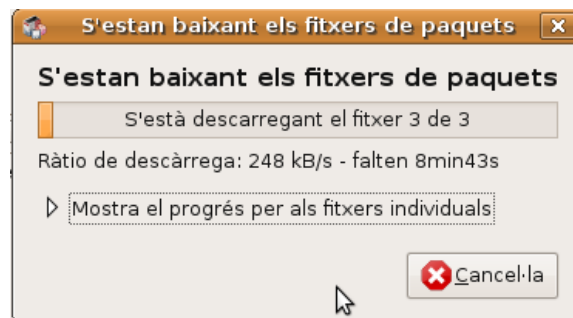 S'estan baixant els fitxers de paquets
S'estan baixant els fitxers de paquets
S'està descarregant el fitxer 3 de 3
Ràtio de descàrrega: 248 kB/s - falten 8min43s
Mostra el progrés per als fitxers individuals
Cancel·la